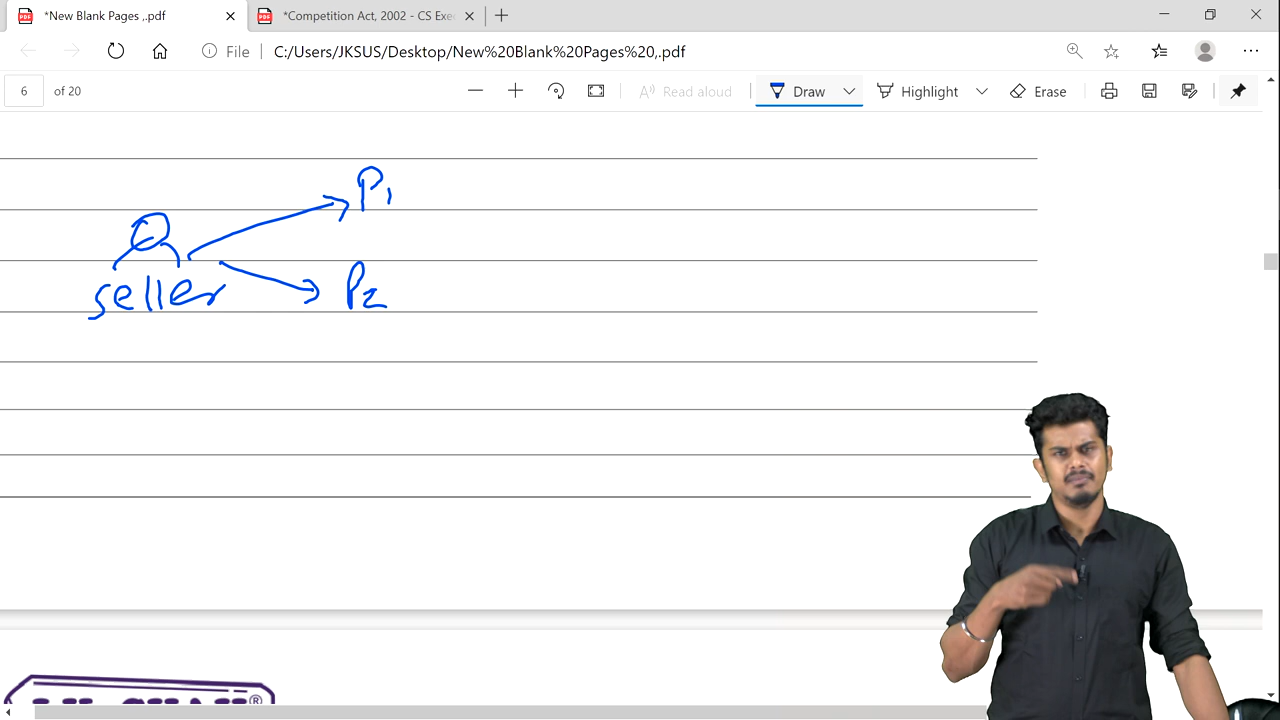 *New Blank Pages ,.pdf
*Competition Act, 2002 - CS Exec
File
C:/Users/JKSUS/Desktop/New%20Blank%20Pages%20,.pdf
6 of 20
Read aloud
Draw
Highlight
Erase
P1
seller
P2